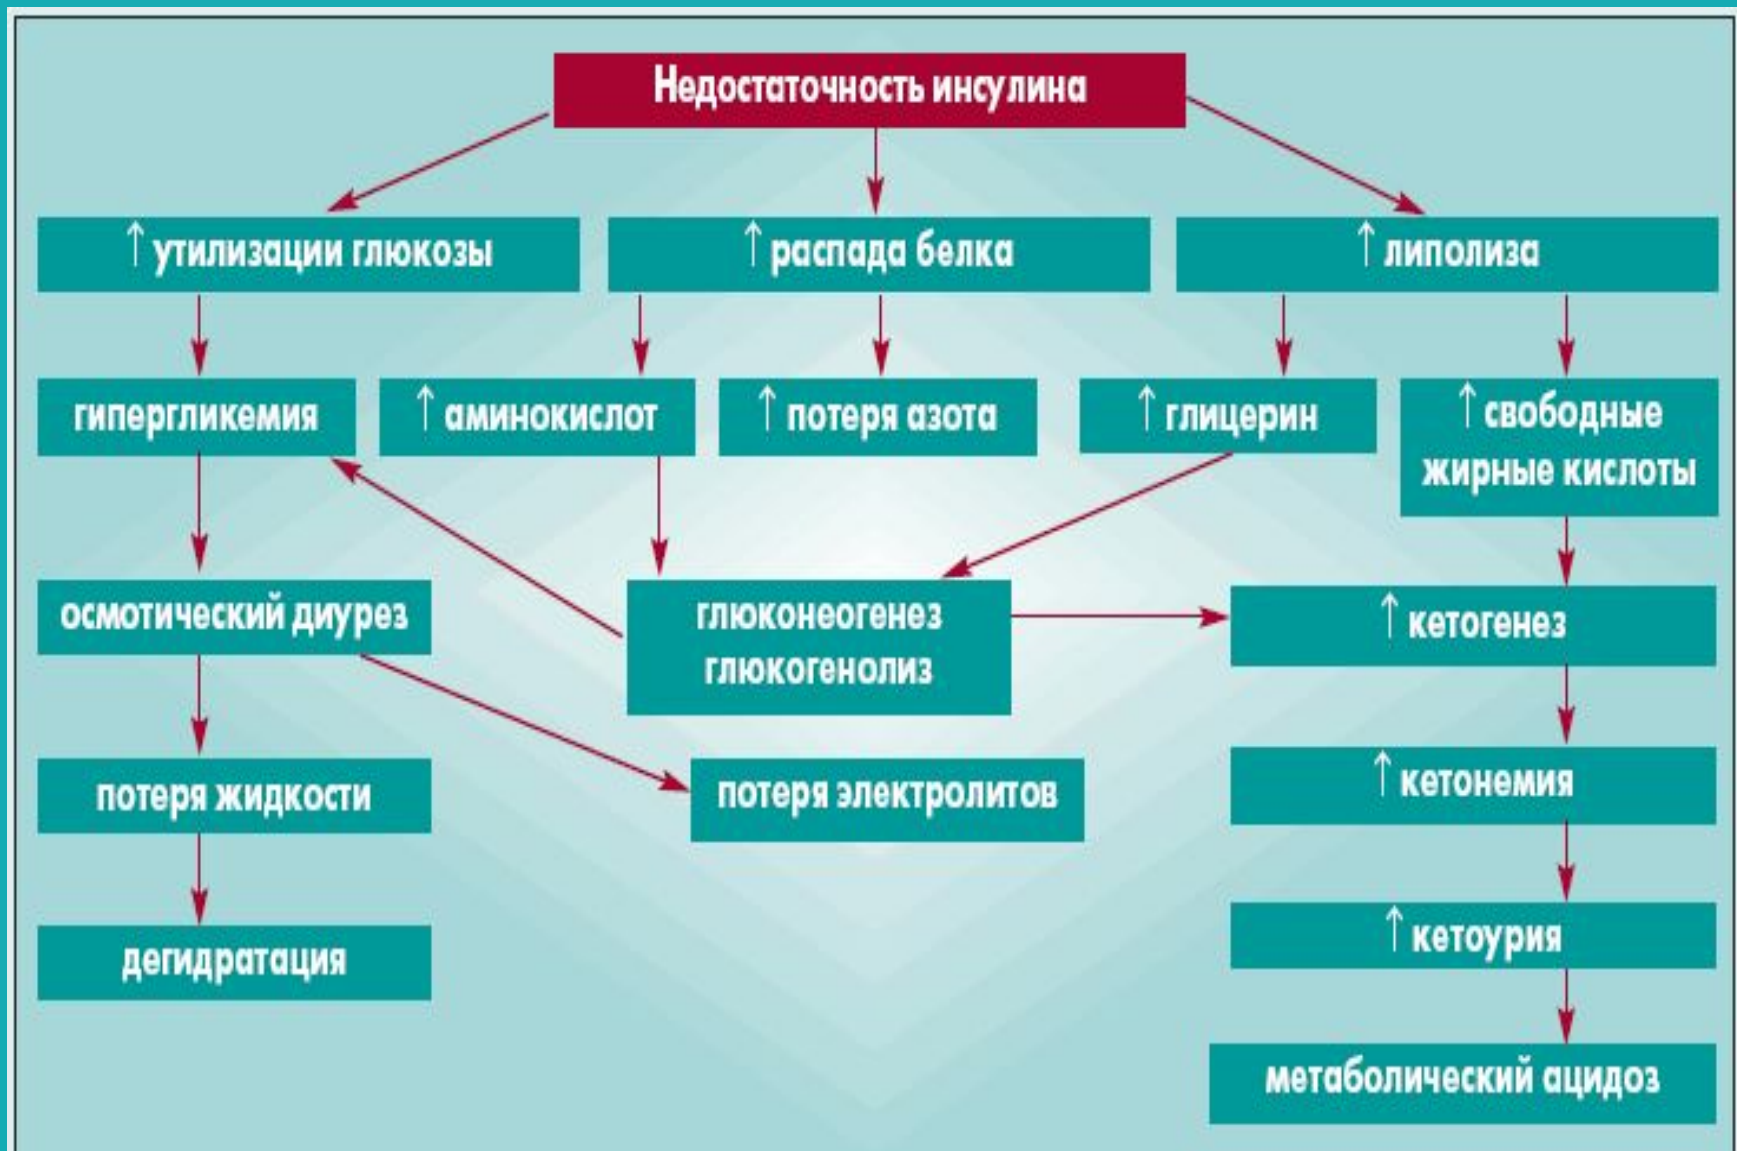 Недостаточность инсулина
↑ утилизации глюкозы
↑ распада белка
↑ липолиза
гипергликемия
↑ аминокислот
↑ потеря азота
↑ глицерин
↑ свободные
жирные кислоты
осмотический диурез
глюконеогенез
глюкогенолиз
↑ кетогенез
потеря жидкости
потеря электролитов
↑ кетонемия
дегидратация
↑ кетоурия
метаболический ацидоз